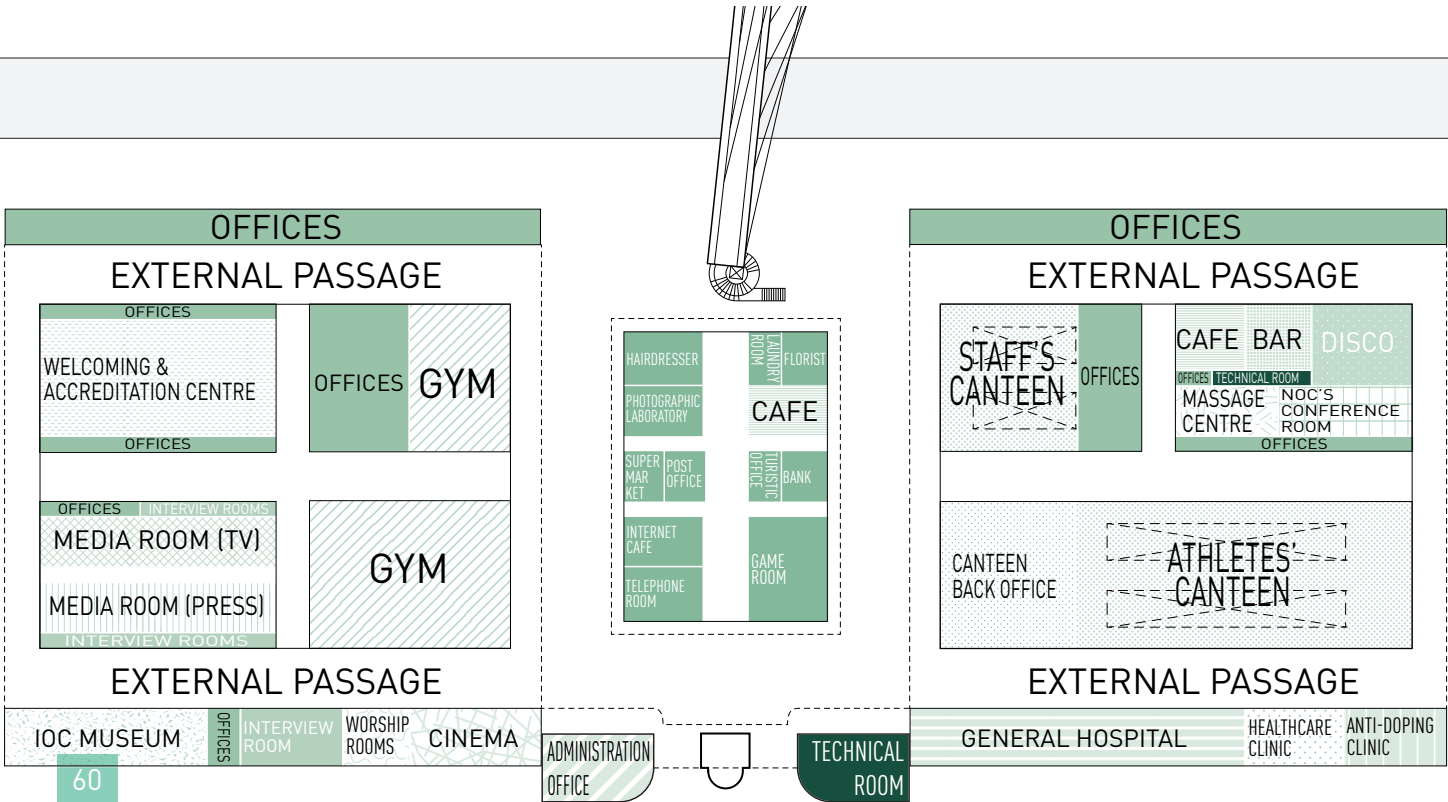 OFFICES
EXTERNAL PASSAGE
OFFICES
WELCOMING &
ACCREDITATION CENTRE
OFFICES
OFFICES
GYM
OFFICES
INTERVIEW ROOMS
MEDIA ROOM (TV)
MEDIA ROOM (PRESS)
INTERVIEW ROOMS
GYM
EXTERNAL PASSAGE
IOC MUSEUM
OFFICES
INTERVIEW
ROOM
WORSHIP
ROOMS
CINEMA
60
HAIRDRESSER
LAUNDRY
ROOM
FLORIST
PHOTOGRAPHIC
LABORATORY
CAFE
SUPER
MAR
KET
POST
OFFICE
TURISTIC
OFFICE
BANK
INTERNET
CAFE
GAME
ROOM
TELEPHONE
ROOM
ADMINISTRATION
OFFICE
TECHNICAL
ROOM
OFFICES
EXTERNAL PASSAGE
STAFF'S
CANTEEN
OFFICES
CAFE
BAR
DISCO
OFFICES
TECHNICAL ROOM
MASSAGE
CENTRE
NOC'S
CONFERENCE
ROOM
OFFICES
CANTEEN
BACK OFFICE
ATHLETES'
CANTEEN
EXTERNAL PASSAGE
GENERAL HOSPITAL
HEALTHCARE
CLINIC
ANTI-DOPING
CLINIC